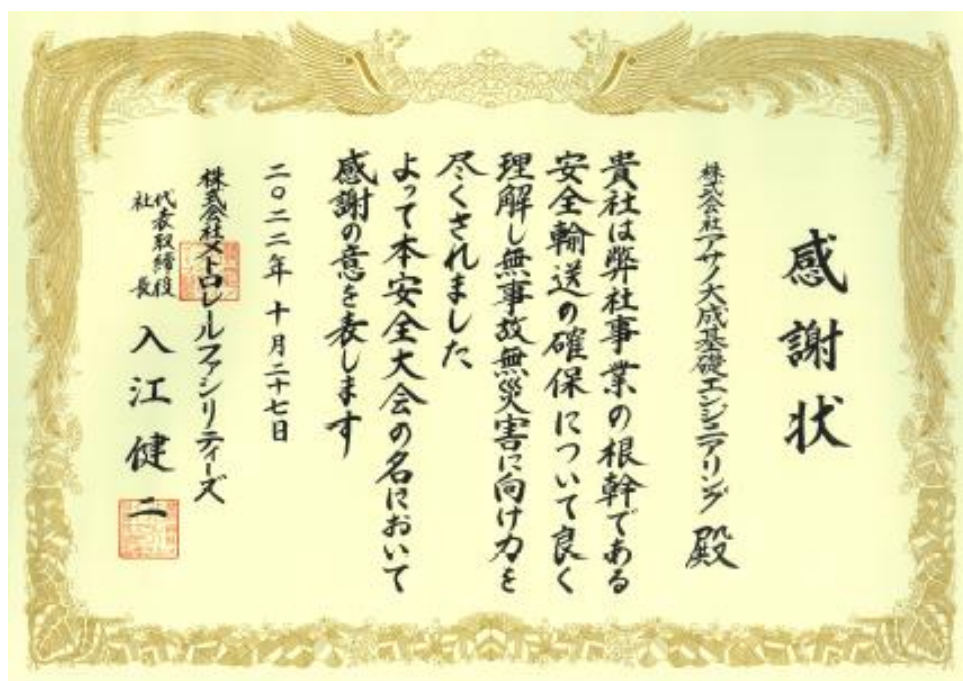 感謝状
株式会社アサノ大成基礎エンジニアリング 殿
貴社は弊社事業の根幹である
安全輸送の確保について良く
理解し無事故無災害に向け力を
尽くされました
よって本安全大会の名において
感謝の意を表します
二〇二二年 十月二十七日
株式会社メトロレールファシリティーズ
代表取締役
社長
入江健二